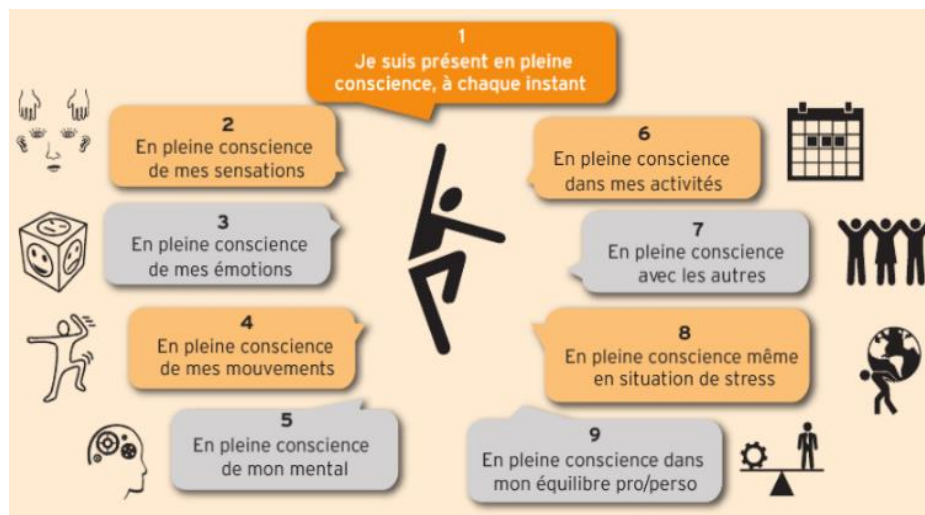 1
Je suis présent en pleine
conscience, à chaque instant
2
En pleine conscience
de mes sensations
3
En pleine conscience
de mes émotions
4
En pleine conscience
de mes mouvements
5
En pleine conscience
de mon mental
6
En pleine conscience
dans mes activités
7
En pleine conscience
avec les autres
8
En pleine conscience même
en situation de stress
9
En pleine conscience dans
mon équilibre pro/perso